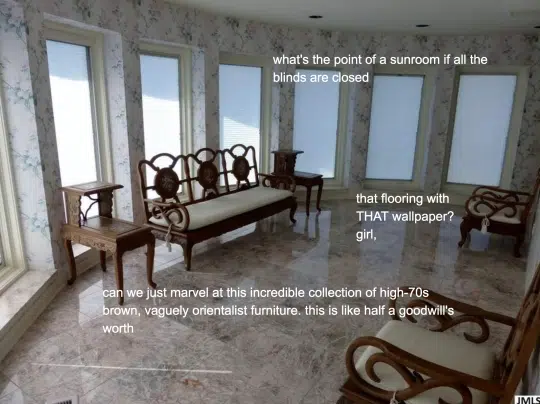 what's the point of a sunroom if all the
blinds are closed
that flooring with
THAT wallpaper?
girl,
can we just marvel at this incredible collection of high-70s
brown, vaguely orientalist furniture. this is like half a goodwill's
worth
JMLS